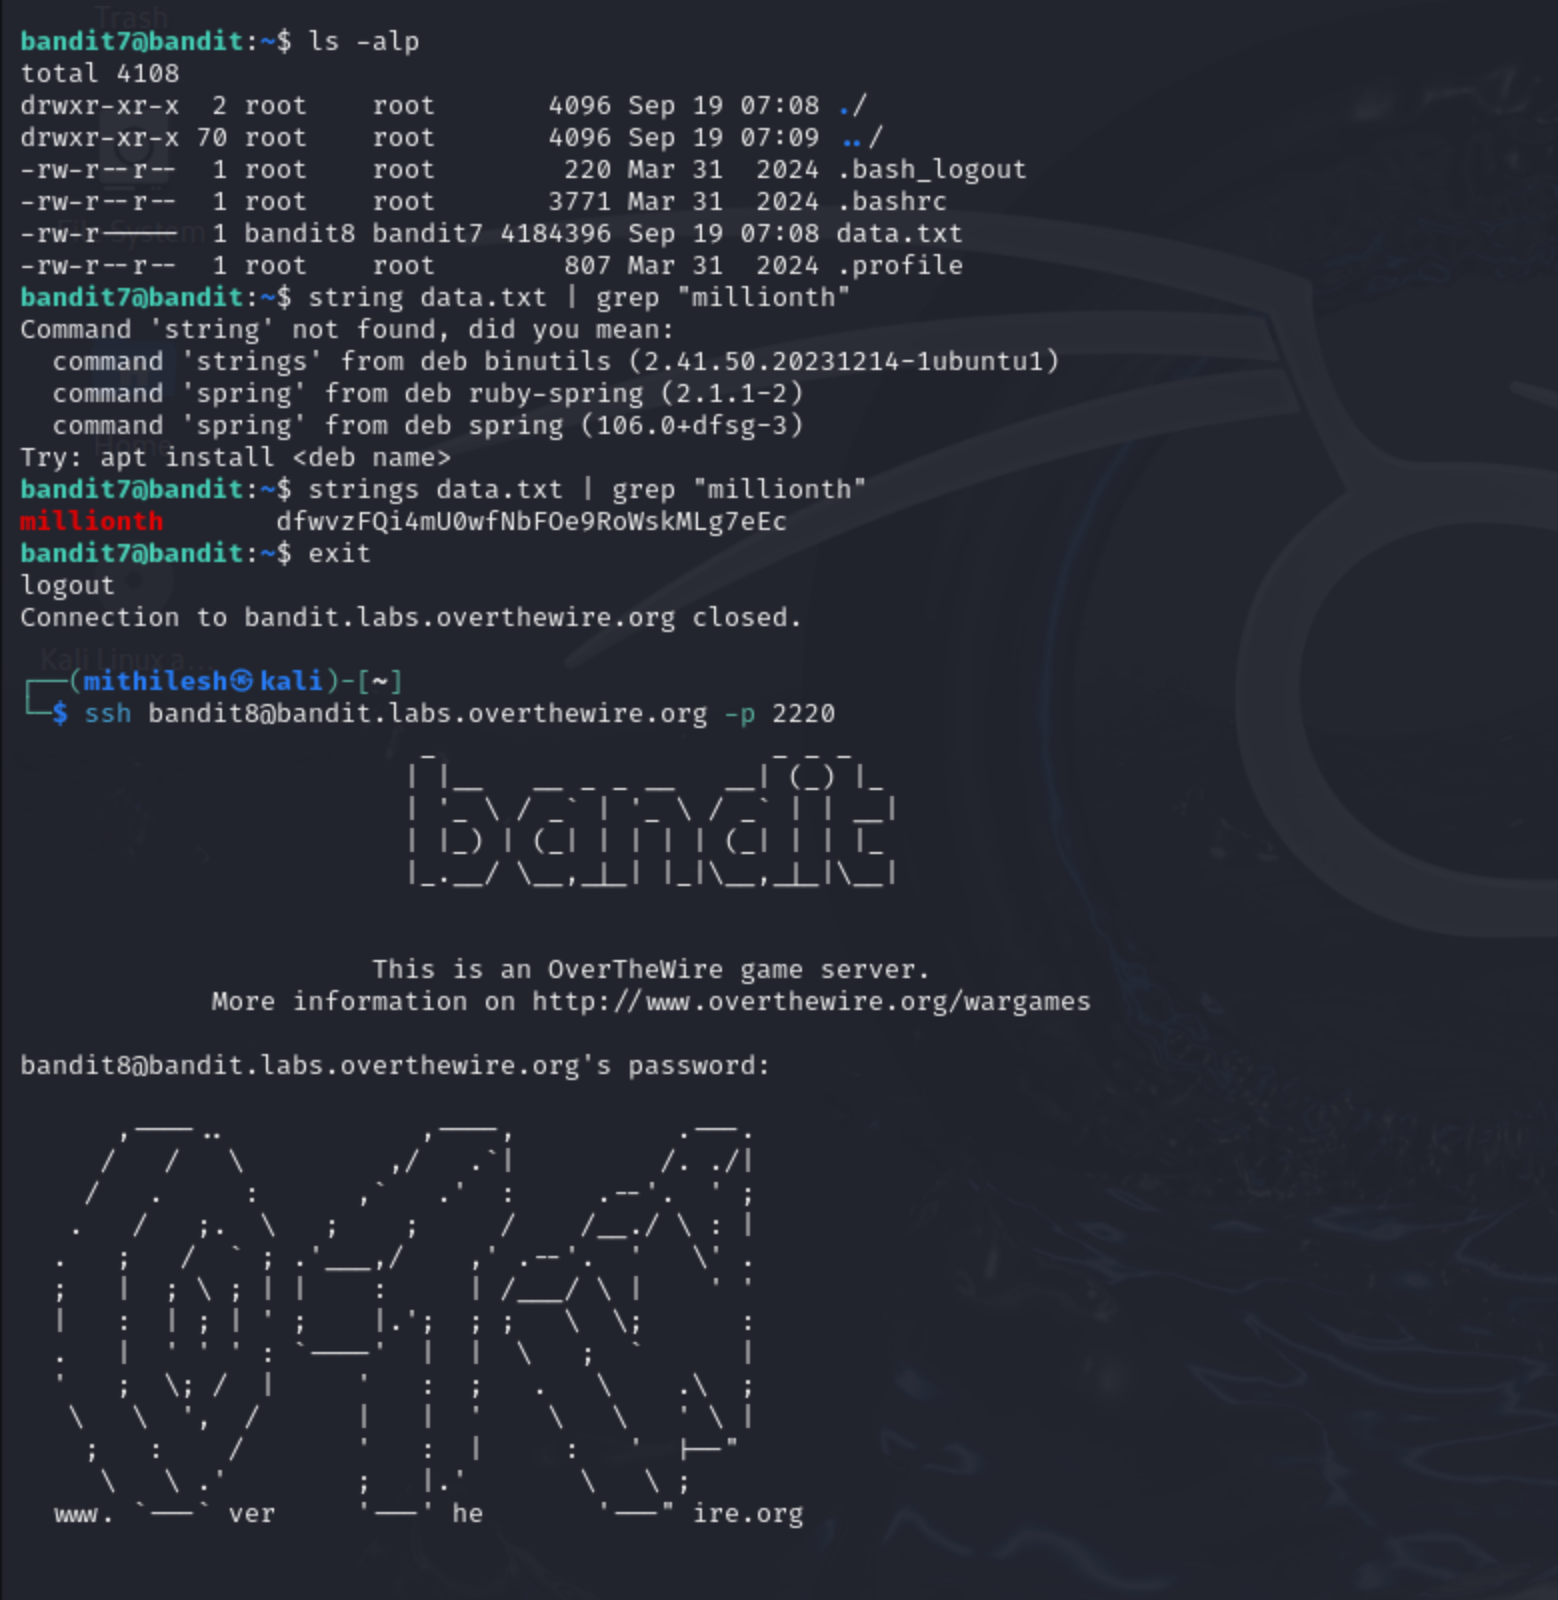 Trash
bandit7@bandit:~$ ls -alp
total 4108
drwxr-xr-x  2 root    root       4096 Sep 19 07:08 ./
drwxr-xr-x 70 root    root       4096 Sep 19 07:09 ../
-rw-r--r--  1 root    root        220 Mar 31  2024 .bash_logout
-rw-r--r--  1 root    root       3771 Mar 31  2024 .bashrc
-rw-r-----  1 bandit8 bandit7 4184396 Sep 19 07:08 data.txt
-rw-r--r--  1 root    root        807 Mar 31  2024 .profile
bandit7@bandit:~$ string data.txt | grep "millionth"
Command 'string' not found, did you mean:
  command 'strings' from deb binutils (2.41.50.20231214-1ubuntu1)
  command 'spring' from deb ruby-spring (2.1.1-2)
  command 'spring' from deb spring (106.0+dfsg-3)
Home
Try: apt install <deb name>
bandit7@bandit:~$ strings data.txt | grep "millionth"
millionth       dfwvzFQi4mU0wfNbFOe9RoWskMLg7eEc
bandit7@bandit:~$ exit
logout
Connection to bandit.labs.overthewire.org closed.
Kali Linux a...
┌──(mithilesh㉿kali)-[~]
└─$ ssh bandit8@bandit.labs.overthewire.org -p 2220
bandit
This is an OverTheWire game server.
More information on http://www.overthewire.org/wargames
bandit8@bandit.labs.overthewire.org's password:
www. ver he ire.org